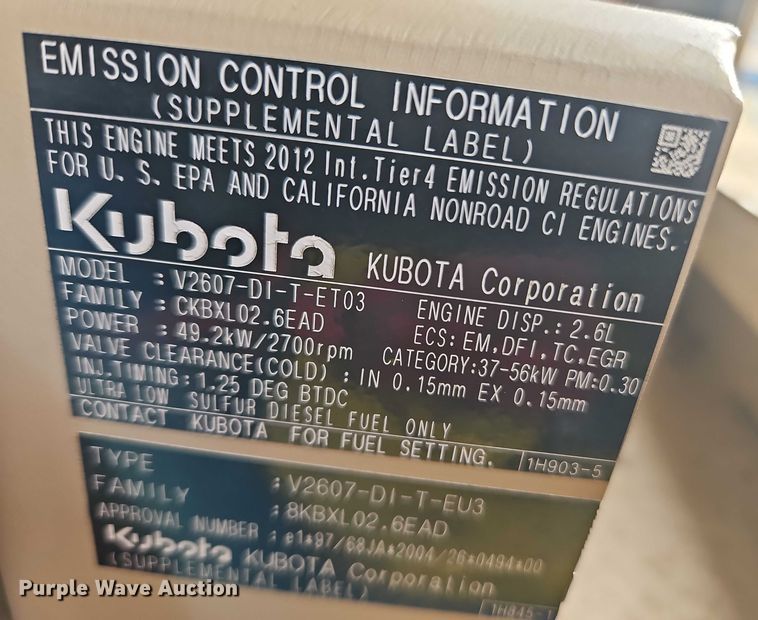 EMISSION CONTROL INFORMATION
(SUPPLEMENTAL LABEL)
THIS ENGINE MEETS 2012 Int.Tier4 EMISSION REGULATIONS
FOR U.S. EPA AND CALIFORNIA NONROAD CI ENGINES.
Kubota KUBOTA Corporation
MODEL : V2607-DI-T-ET03 ENGINE DISP.: 2.6L
FAMILY : CKBXL02.6EAD ECS: EM,DFI,TC,EGR
POWER : 49.2kW/2700rpm CATEGORY:37-56kW PM:0.30
VALVE CLEARANCE(COLD) : IN 0.15mm EX 0.15mm
INJ.TIMING: 1.25 DEG BTDC
ULTRA LOW SULFUR DIESEL FUEL ONLY
CONTACT KUBOTA FOR FUEL SETTING. 1H903-5
TYPE : V2607-DI-T-EU3
FAMILY : 8KBXL02.6EAD
APPROVAL NUMBER : e1*97/68JA*2004/26*0494*00
Kubota KUBOTA Corporation
(SUPPLEMENTAL LABEL) 1H845-1
Purple Wave Auction